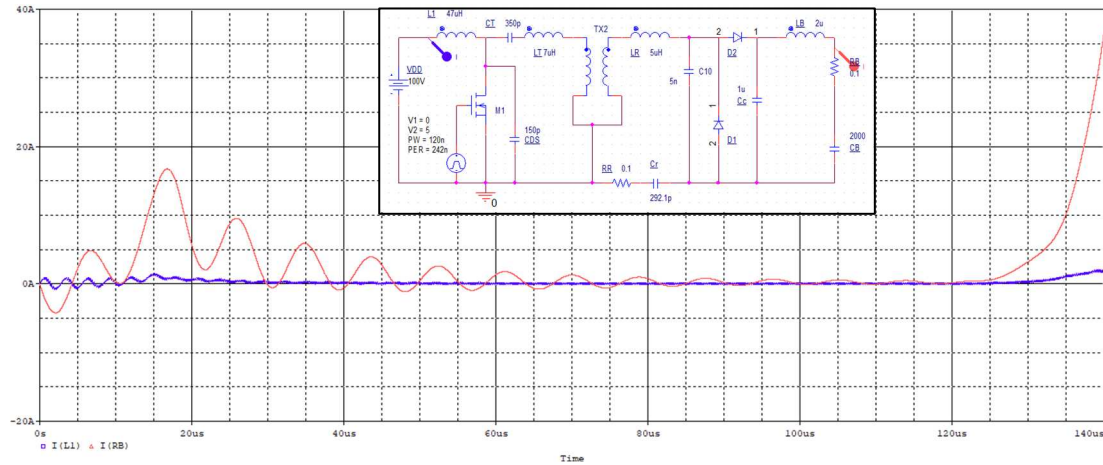 40A
20A
0A
-20A
L1 47uH
CT 350p
LT 7uH
TX2
LR 5uH
LB 2u
VDD
100V
M1
V1 = 0
V2 = 5
PW = 120n
PER = 242n
150p
CDS
0
RR 0.1
Cr
292.1p
C10
5n
2
D2
1
1
D1
2
1u
Cc
RB
0.1
2000
CB
I
I
0s
20us
40us
60us
80us
100us
120us
140us
I(L1) I(RB)
Time